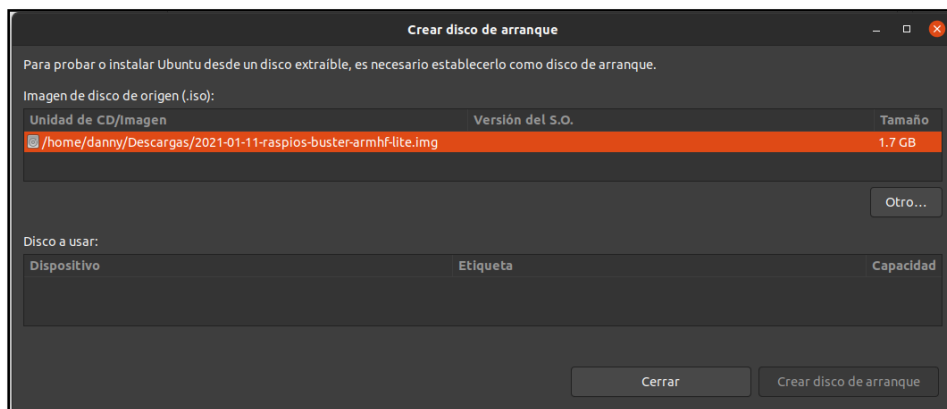 Crear disco de arranque
Para probar o instalar Ubuntu desde un disco extraíble, es necesario establecerlo como disco de arranque.
Imagen de disco de origen (.iso):
Unidad de CD/Imagen Versión del S.O. Tamaño
/home/danny/Descargas/2021-01-11-raspios-buster-armhf-lite.img 1.7 GB
Otro...
Disco a usar:
Dispositivo Etiqueta Capacidad
Cerrar Crear disco de arranque